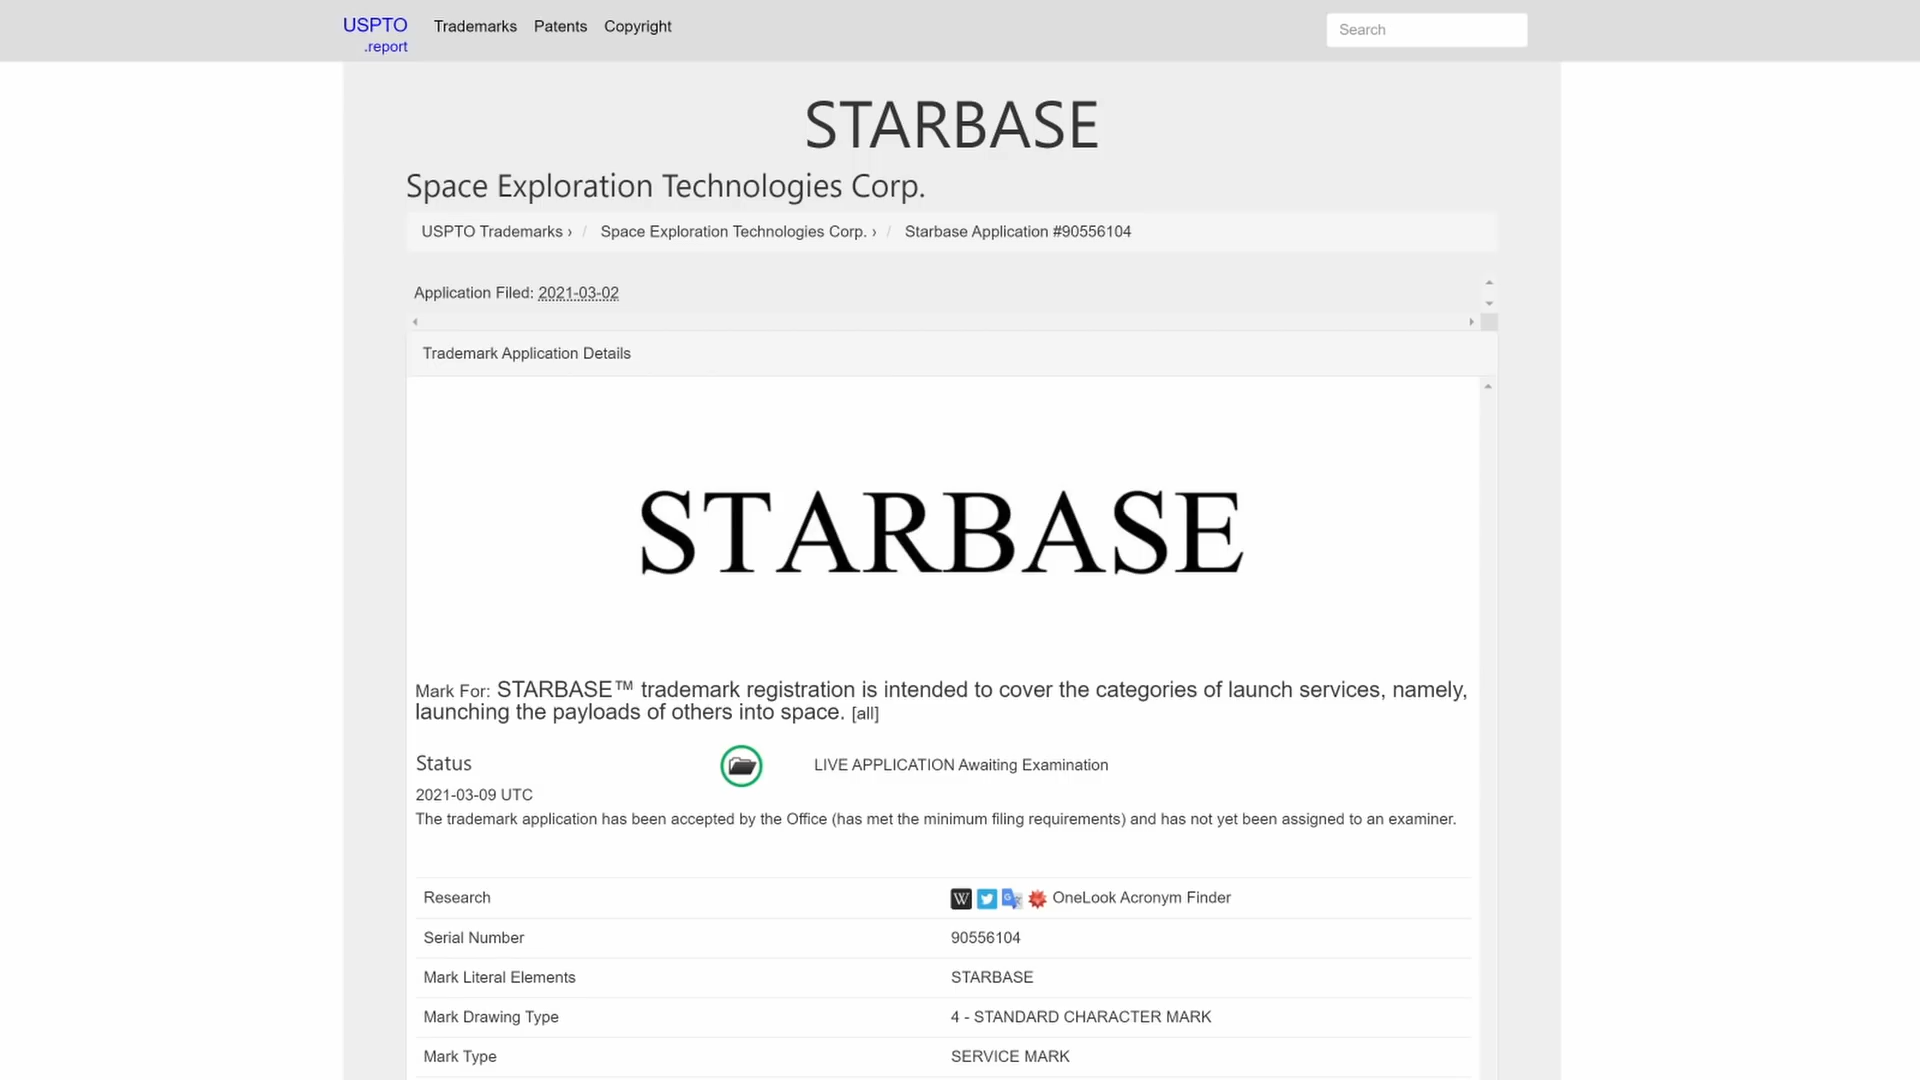 USPTO
.report
Trademarks Patents Copyright
Search
STARBASE
Space Exploration Technologies Corp.
USPTO Trademarks › / Space Exploration Technologies Corp. › / Starbase Application #90556104
Application Filed: 2021-03-02
Trademark Application Details
STARBASE
Mark For: STARBASE™ trademark registration is intended to cover the categories of launch services, namely,
launching the payloads of others into space. [all]
Status
LIVE APPLICATION Awaiting Examination
2021-03-09 UTC
The trademark application has been accepted by the Office (has met the minimum filing requirements) and has not yet been assigned to an examiner.
Research W OneLook Acronym Finder
Serial Number 90556104
Mark Literal Elements STARBASE
Mark Drawing Type 4 - STANDARD CHARACTER MARK
Mark Type SERVICE MARK